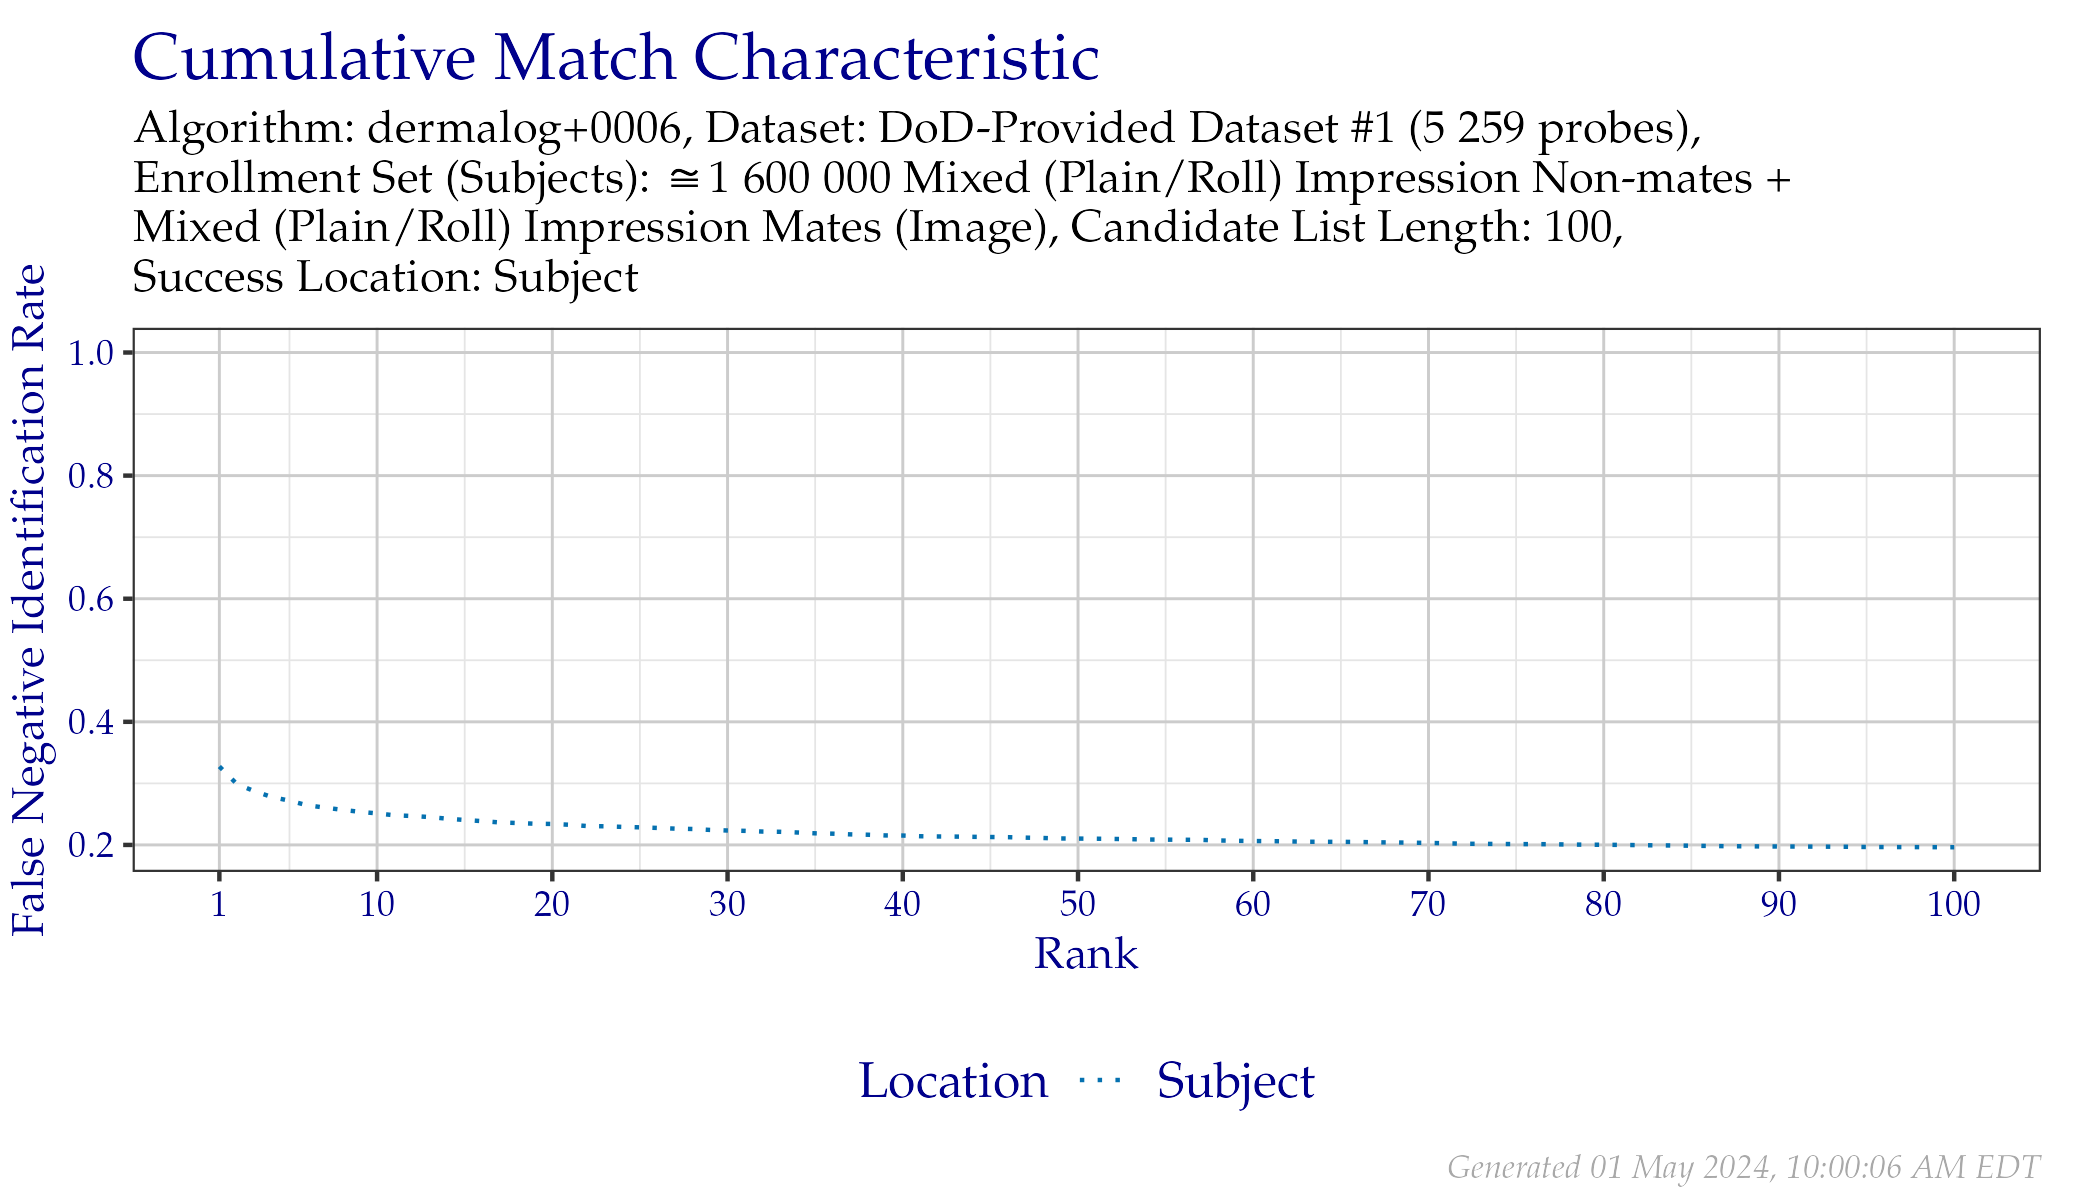 Cumulative Match Characteristic
Algorithm: dermalog+0006, Dataset: DoD-Provided Dataset #1 (5 259 probes),
Enrollment Set (Subjects): ≅ 1 600 000 Mixed (Plain/Roll) Impression Non-mates +
Mixed (Plain/Roll) Impression Mates (Image), Candidate List Length: 100,
Success Location: Subject
False Negative Identification Rate
1.0
0.8
0.6
0.4
0.2
1 10 20 30 40 50 60 70 80 90 100
Rank
Location Subject
Generated 01 May 2024, 10:00:06 AM EDT